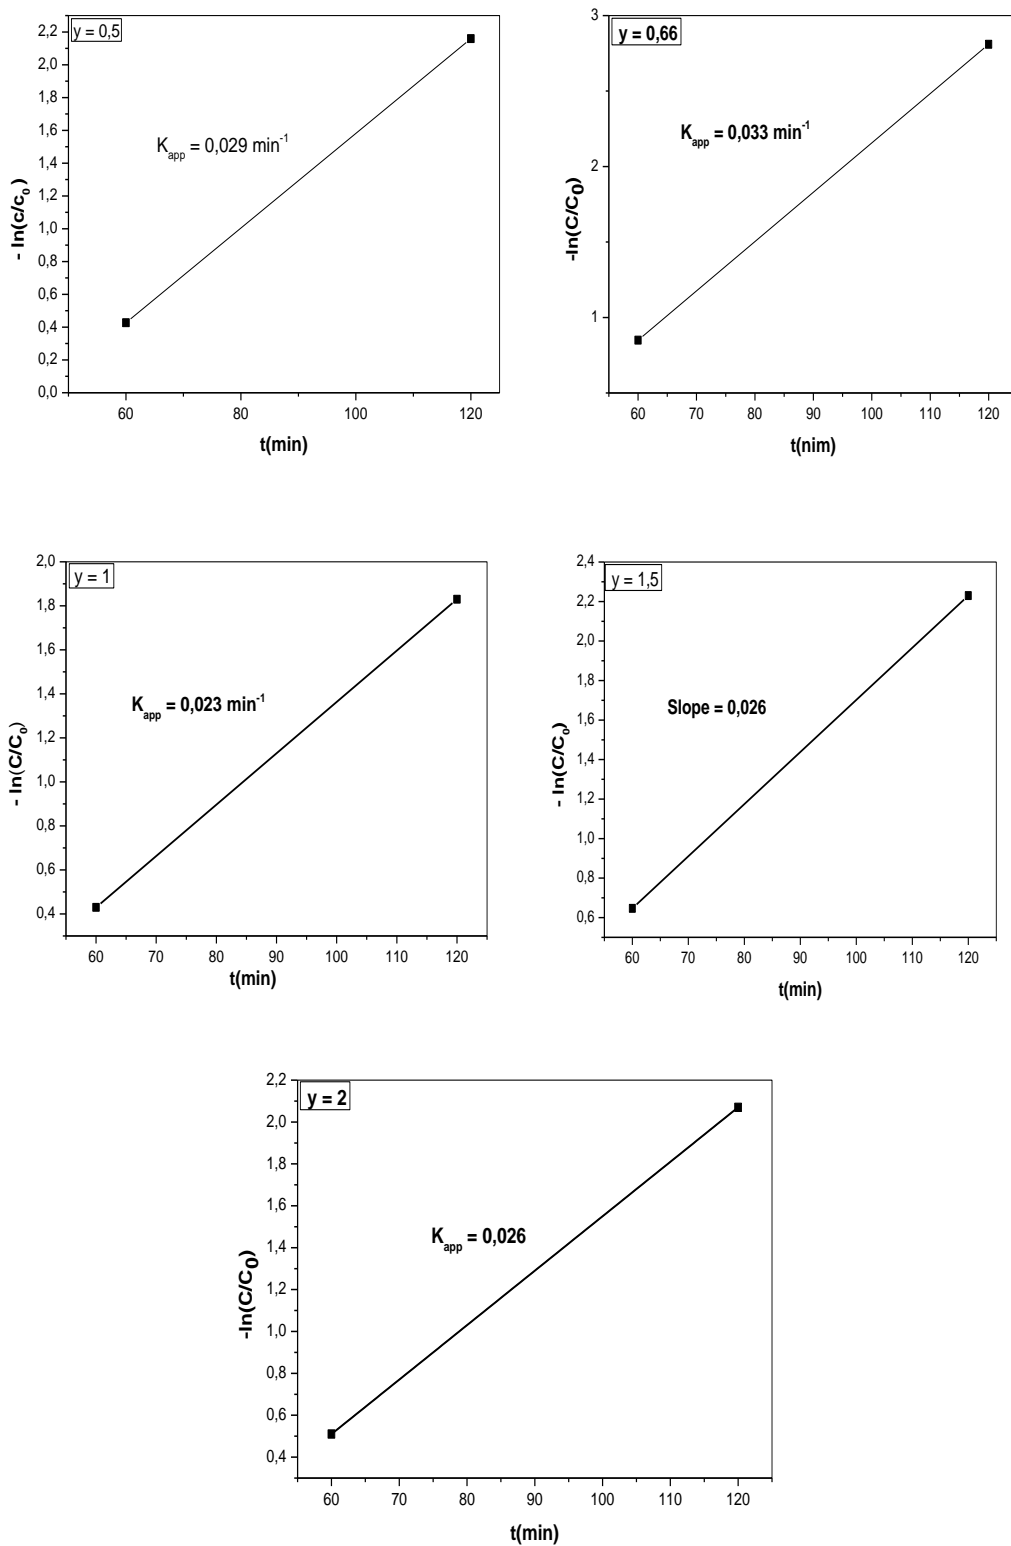 y = 0,5
2,2
2,0
1,8
1,6
1,4
1,2
1,0
0,8
0,6
0,4
0,2
0,0
- ln(c/c₀)
Kapp = 0,029 min⁻¹
60 80 100 120
t(min)
y = 0,66
3
2
1
-ln(C/C0)
Kapp = 0,033 min⁻¹
60 70 80 90 100 110 120
t(nim)
y = 1
2,0
1,8
1,6
1,4
1,2
1,0
0,8
0,6
0,4
- ln(C/C₀)
Kapp = 0,023 min⁻¹
60 70 80 90 100 110 120
t(min)
y = 1,5
2,4
2,2
2,0
1,8
1,6
1,4
1,2
1,0
0,8
0,6
- ln(C/C₀)
Slope = 0,026
60 70 80 90 100 110 120
t(min)
y = 2
2,2
2,0
1,8
1,6
1,4
1,2
1,0
0,8
0,6
0,4
-ln(C/C0)
Kapp = 0,026
60 70 80 90 100 110 120
t(min)